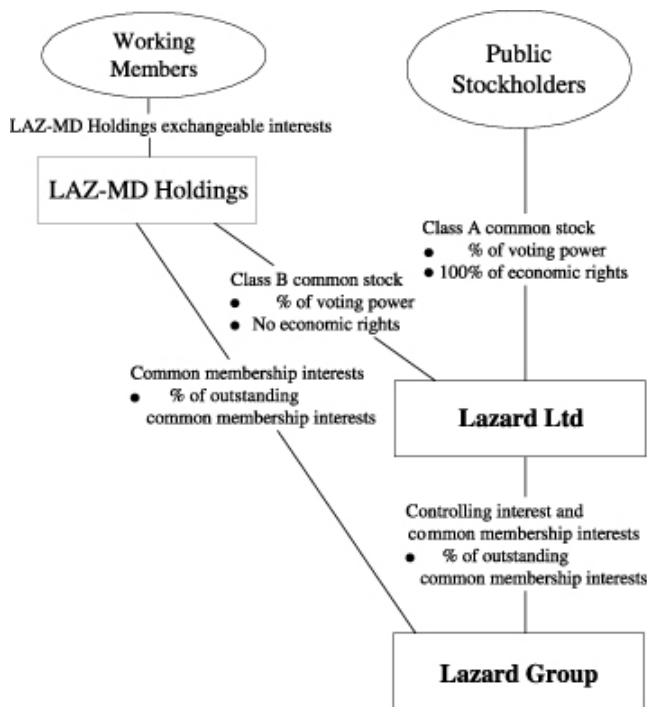 Working
Members
Public
Stockholders
LAZ-MD Holdings exchangeable interests
LAZ-MD Holdings
Class A common stock
● % of voting power
● 100% of economic rights
Class B common stock
● % of voting power
● No economic rights
Common membership interests
● % of outstanding
common membership interests
Lazard Ltd
Controlling interest and
common membership interests
● % of outstanding
common membership interests
Lazard Group